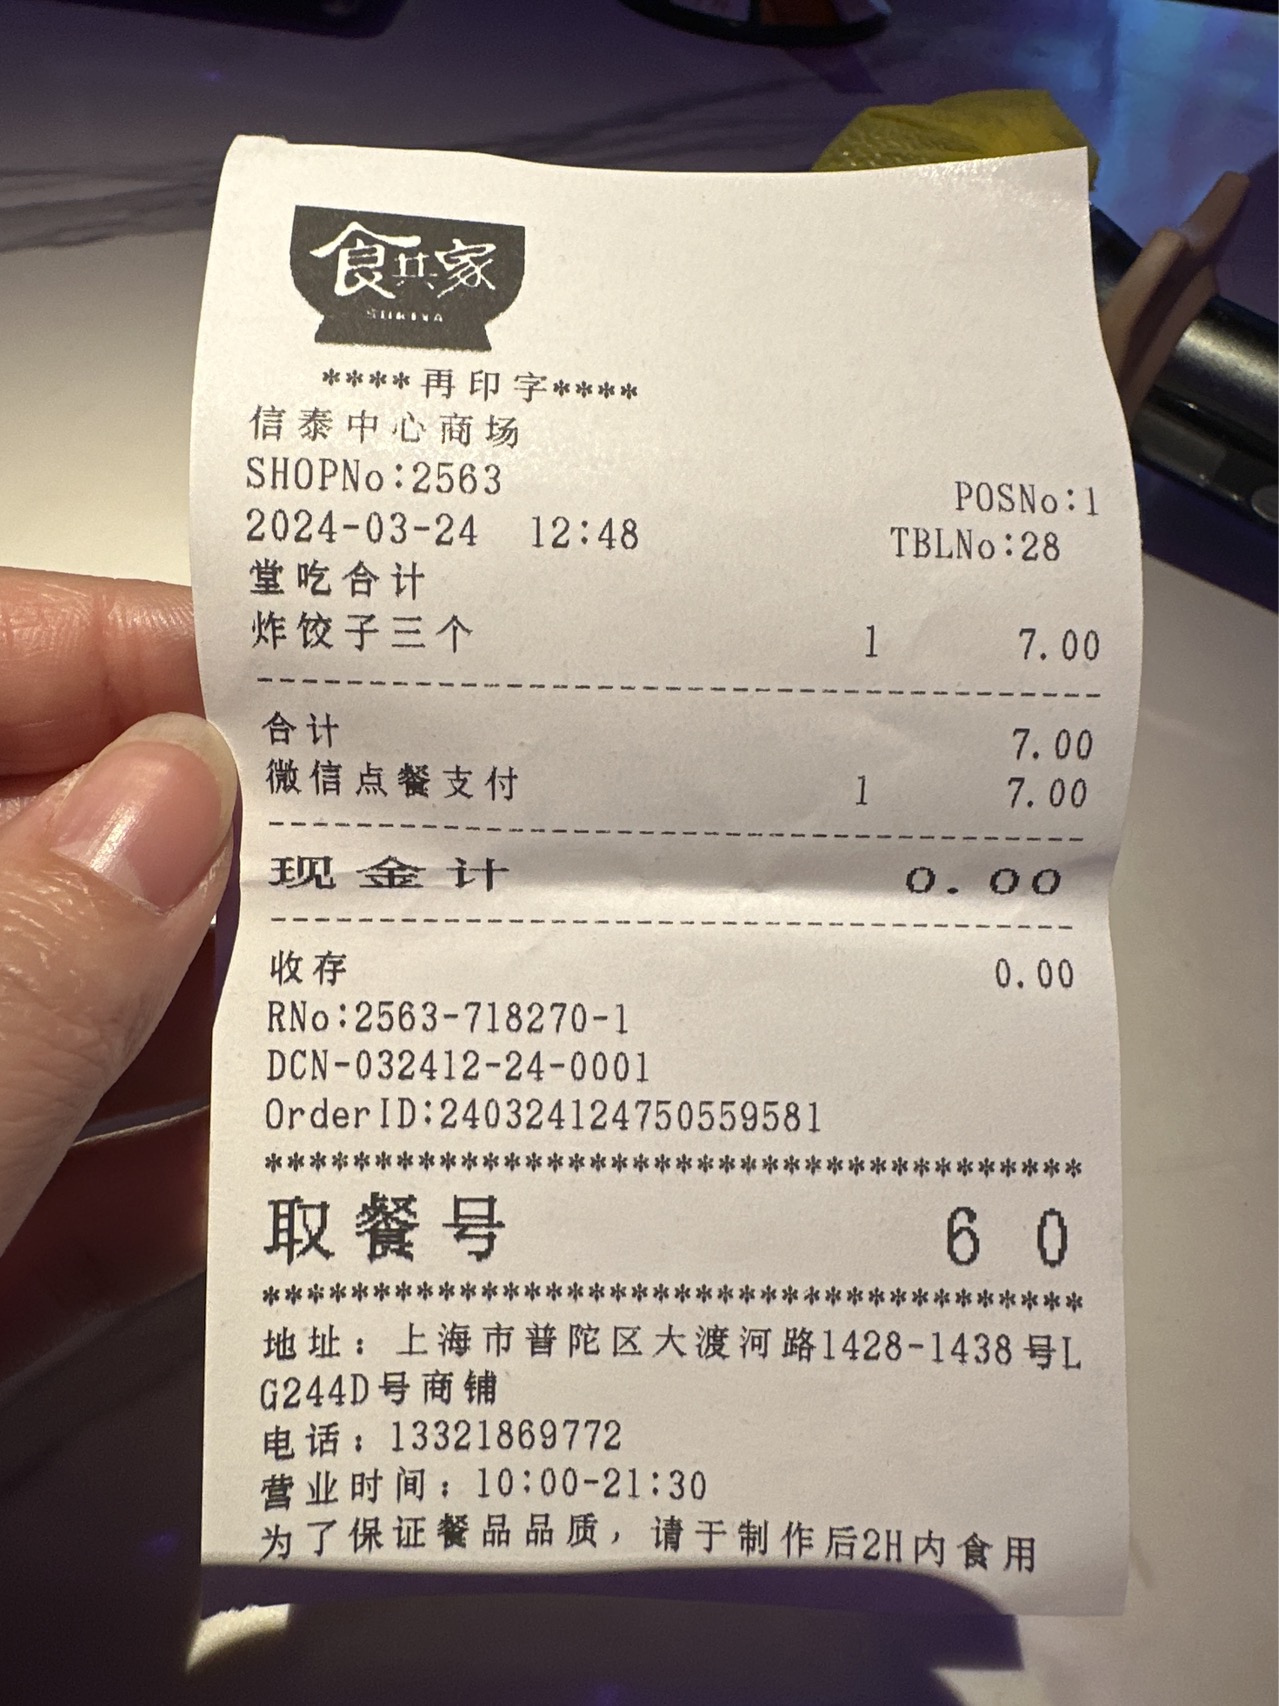 食其家
SUKIYA
****再印字****
信泰中心商场
SHOPNo:2563 POSNo:1
2024-03-24 12:48 TBLNo:28
堂吃合计
炸饺子三个 1 7.00
合计 7.00
微信点餐支付 1 7.00
现金计 0.00
收存 0.00
RNo:2563-718270-1
DCN-032412-24-0001
OrderID:240324124750559581
*************************************
取餐号 60
*************************************
地址：上海市普陀区大渡河路1428-1438号L
G244D号商铺
电话：13321869772
营业时间：10:00-21:30
为了保证餐品品质，请于制作后2H内食用